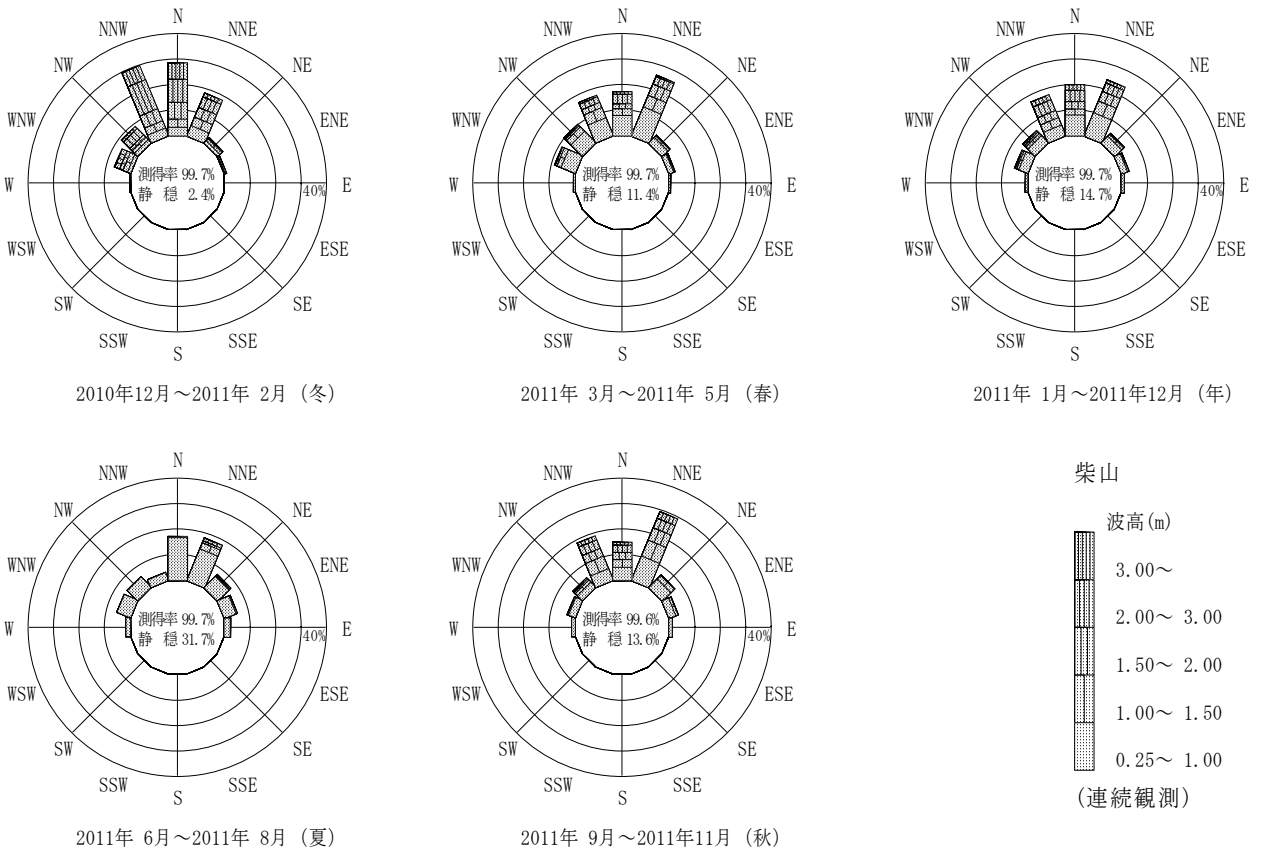 N
NNW
NNE
NW
NE
WNW
ENE
測得率 99.7%
静 穏 2.4%
W
40%
E
WSW
ESE
SW
SE
SSW
SSE
S
2010年12月～2011年 2月 (冬)
N
NNW
NNE
NW
NE
WNW
ENE
測得率 99.7%
静 穏 11.4%
W
40%
E
WSW
ESE
SW
SE
SSW
SSE
S
2011年 3月～2011年 5月 (春)
N
NNW
NNE
NW
NE
WNW
ENE
測得率 99.7%
静 穏 14.7%
W
40%
E
WSW
ESE
SW
SE
SSW
SSE
S
2011年 1月～2011年12月 (年)
N
NNW
NNE
NW
NE
WNW
ENE
測得率 99.7%
静 穏 31.7%
W
40%
E
WSW
ESE
SW
SE
SSW
SSE
S
2011年 6月～2011年 8月 (夏)
N
NNW
NNE
NW
NE
WNW
ENE
測得率 99.6%
静 穏 13.6%
W
40%
E
WSW
ESE
SW
SE
SSW
SSE
S
2011年 9月～2011年11月 (秋)
柴山
波高(m)
3.00～
2.00～ 3.00
1.50～ 2.00
1.00～ 1.50
0.25～ 1.00
(連続観測)